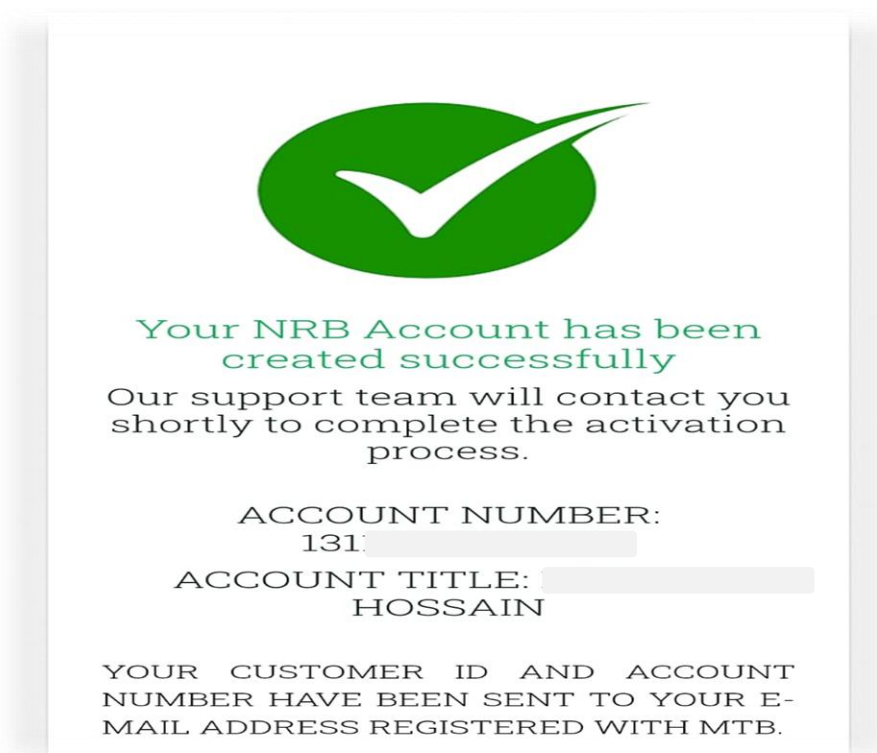 Your NRB Account has been
created successfully
Our support team will contact you
shortly to complete the activation
process.
ACCOUNT NUMBER:
131
ACCOUNT TITLE:
HOSSAIN
YOUR CUSTOMER ID AND ACCOUNT
NUMBER HAVE BEEN SENT TO YOUR E-
MAIL ADDRESS REGISTERED WITH MTB.